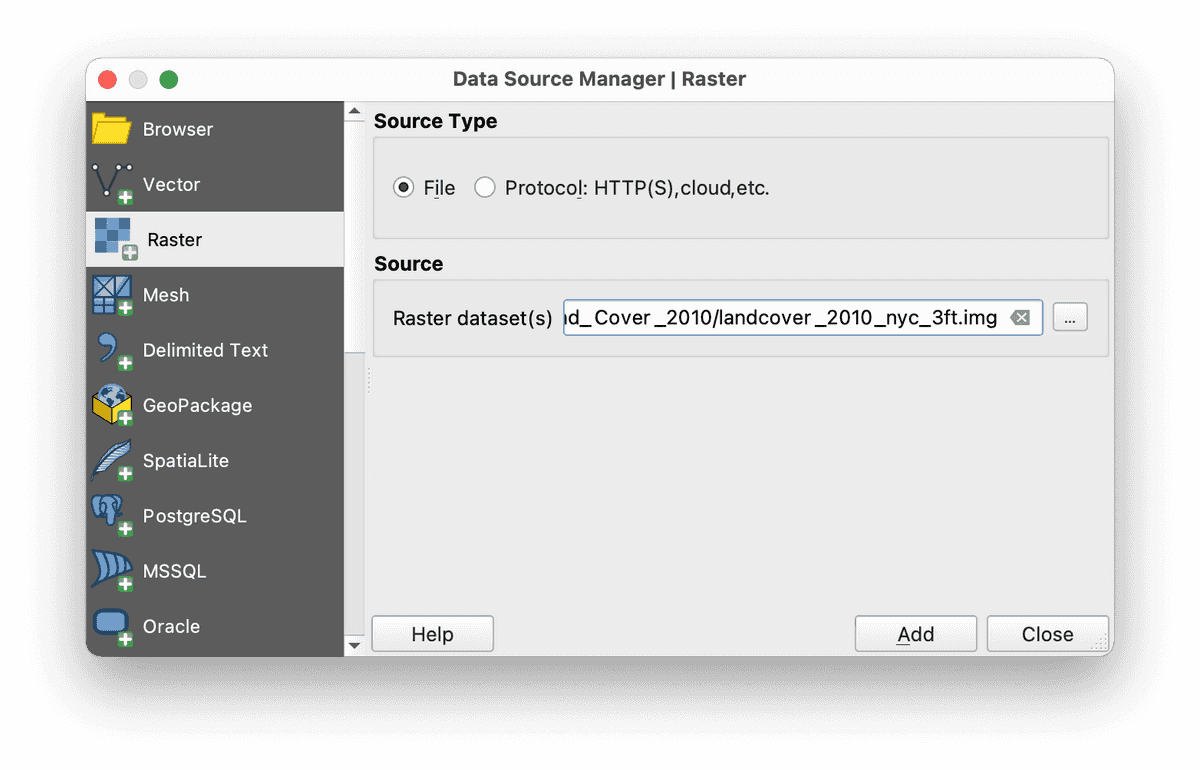 Data Source Manager | Raster
Browser
Vector
Raster
Mesh
Delimited Text
GeoPackage
SpatiaLite
PostgreSQL
MSSQL
Oracle
Source Type
File
Protocol: HTTP(S),cloud,etc.
Source
Raster dataset(s)
d_Cover_2010/landcover_2010_nyc_3ft.img
...
Help
Add
Close